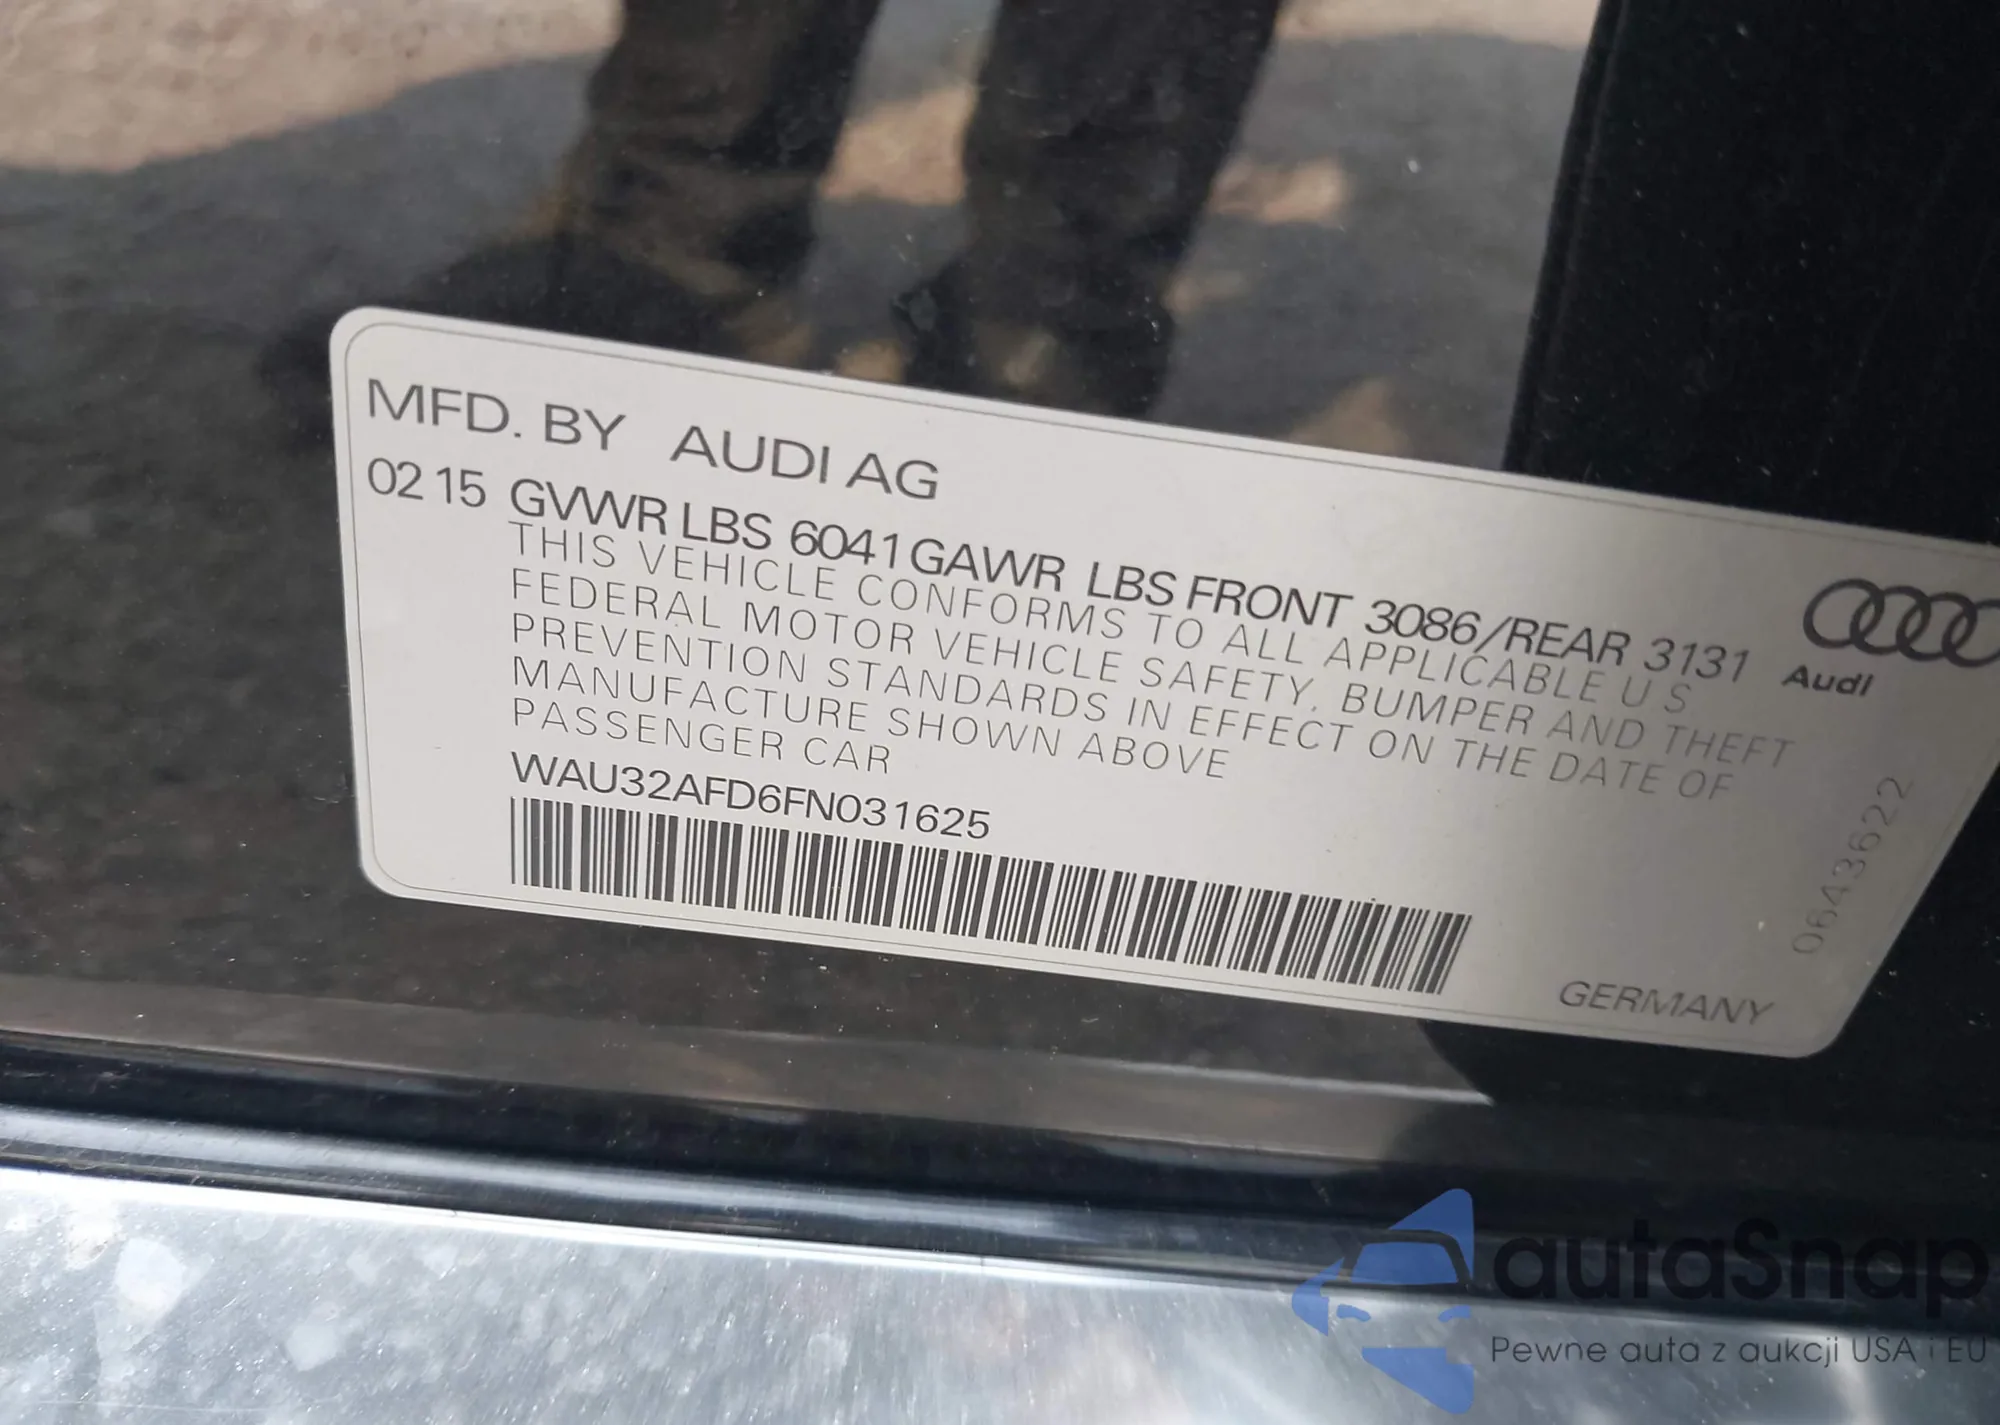 MFD. BY AUDI AG
02 15 GVWR LBS 6041 GAWR LBS FRONT 3086/REAR 3131
THIS VEHICLE CONFORMS TO ALL APPLICABLE U S
FEDERAL MOTOR VEHICLE SAFETY, BUMPER AND THEFT
PREVENTION STANDARDS IN EFFECT ON THE DATE OF
MANUFACTURE SHOWN ABOVE
PASSENGER CAR
WAU32AFD6FN031625
Audi
0643622
GERMANY
autaSnap
Pewne auta z aukcji USA i EU